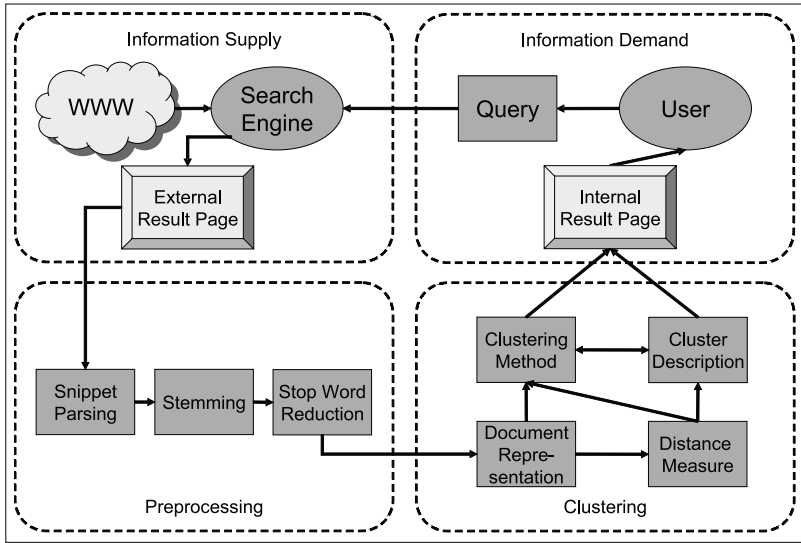 Information Supply
Information Demand
WWW
Search
Engine
Query
User
External
Result Page
Internal
Result Page
Snippet
Parsing
Stemming
Stop Word
Reduction
Clustering
Method
Cluster
Description
Document
Repre-
sentation
Distance
Measure
Preprocessing
Clustering